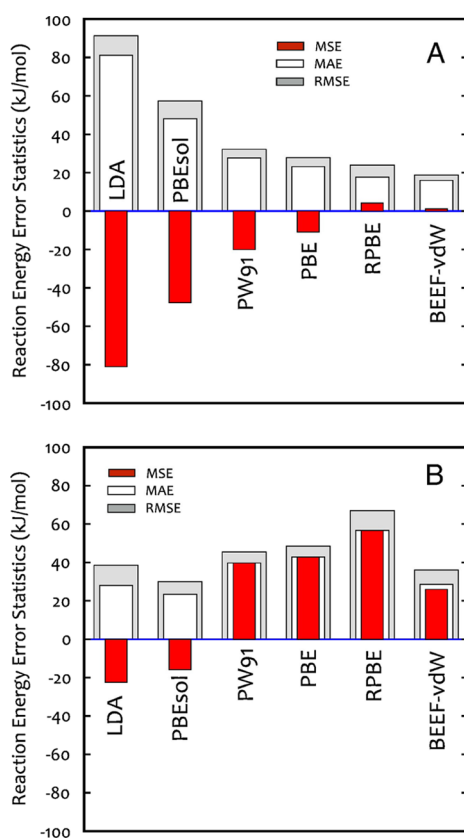 Reaction Energy Error Statistics (kJ/mol)
100
80
60
40
20
0
-20
-40
-60
-80
-100
MSE
MAE
RMSE
A
LDA
PBEsol
PW91
PBE
RPBE
BEEF-vdW
Reaction Energy Error Statistics (kJ/mol)
100
80
60
40
20
0
-20
-40
-60
-80
-100
MSE
MAE
RMSE
B
LDA
PBEsol
PW91
PBE
RPBE
BEEF-vdW